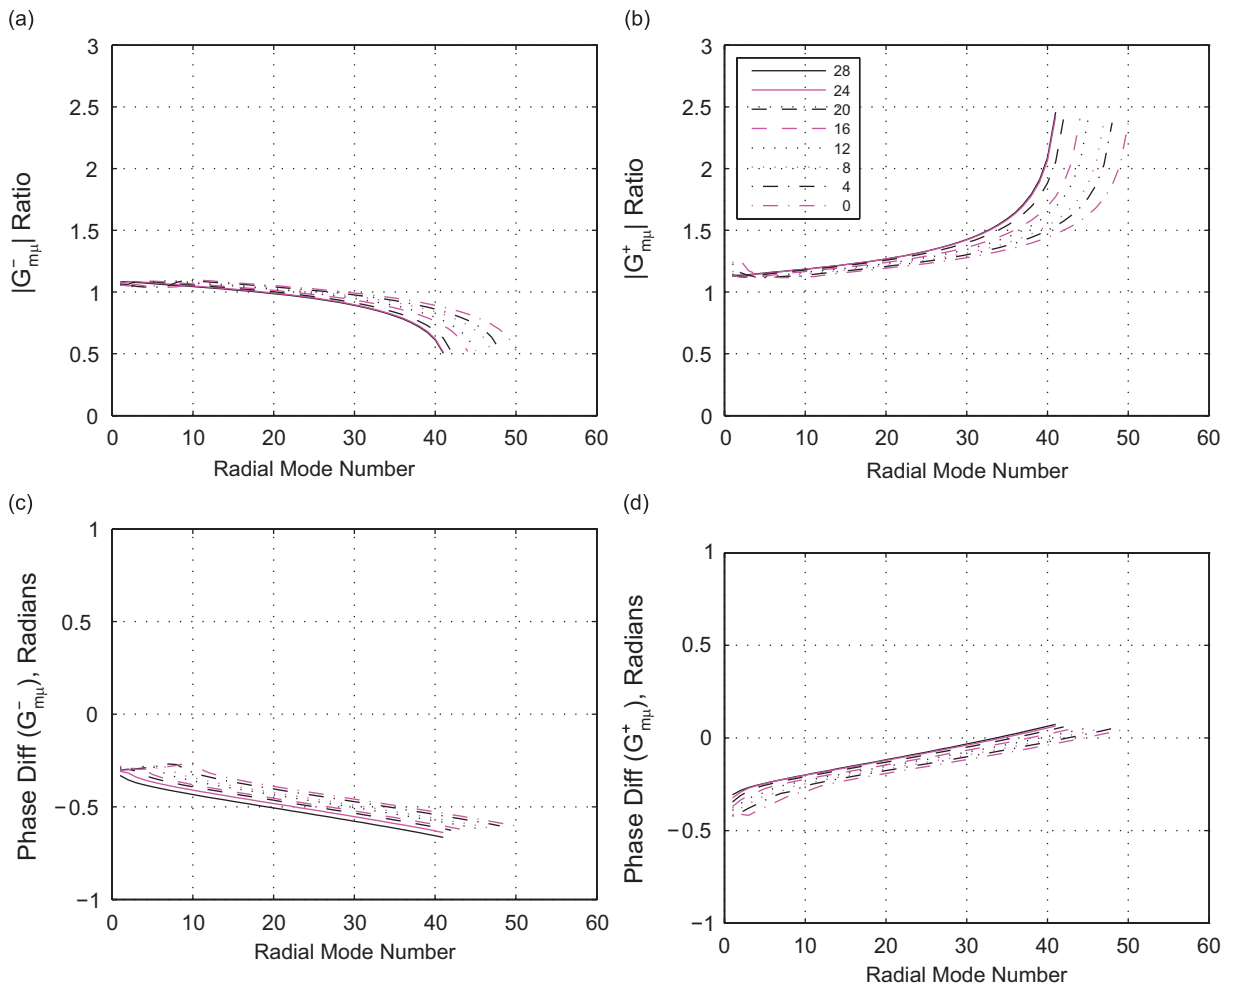 (a)
3
2.5
2
1.5
1
0.5
0
0 10 20 30 40 50 60
Radial Mode Number
|G⁻mμ| Ratio
(b)
3
2.5
2
1.5
1
0.5
0
0 10 20 30 40 50 60
Radial Mode Number
|G⁺mμ| Ratio
28
24
20
16
12
8
4
0
(c)
1
0.5
0
−0.5
−1
0 10 20 30 40 50 60
Radial Mode Number
Phase Diff (G⁻mμ), Radians
(d)
1
0.5
0
−0.5
−1
0 10 20 30 40 50 60
Radial Mode Number
Phase Diff (G⁺mμ), Radians